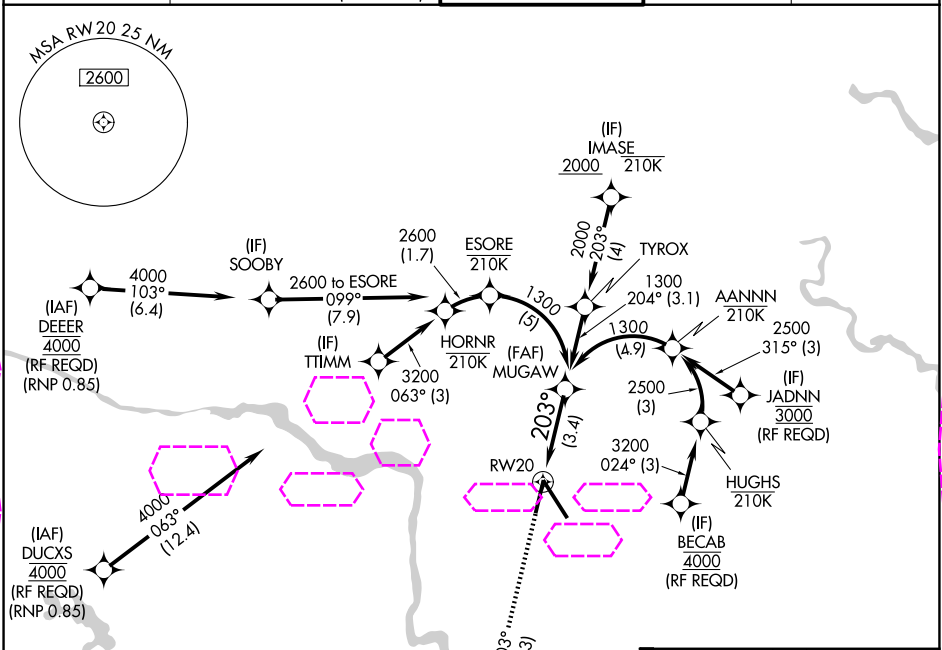 MSA RW20 25 NM
2600
(IF)
IMASE
2000 210K
2000
203°
(4)
TYROX
1300
204° (3.1)
(IF)
SOOBY
2600
(1.7)
ESORE
210K
4000
103°
(6.4)
2600 to ESORE
099°
(7.9)
1300
(5)
AANNN
210K
1300
(4.9)
2500
315° (3)
(IAF)
DEEER
4000
(RF REQD)
(RNP 0.85)
(IF)
TTIMM
HORNR
210K
3200
063° (3)
(FAF)
MUGAW
2500
(3)
(IF)
JADNN
3000
(RF REQD)
203°
(3.4)
3200
024° (3)
RW20
HUGHS
210K
4000
063°
(12.4)
(IAF)
DUCXS
4000
(RF REQD)
(RNP 0.85)
(IF)
BECAB
4000
(RF REQD)
03°
3)